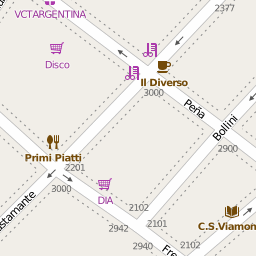 VCTARGENTINA
2377
Disco
Il Diverso
3000
Peña
Bollini
Primi Piatti
2900
2201
3000
DIA
2102
2101
C.S.Viamon
ustamante
2942
2940
2102
Fre